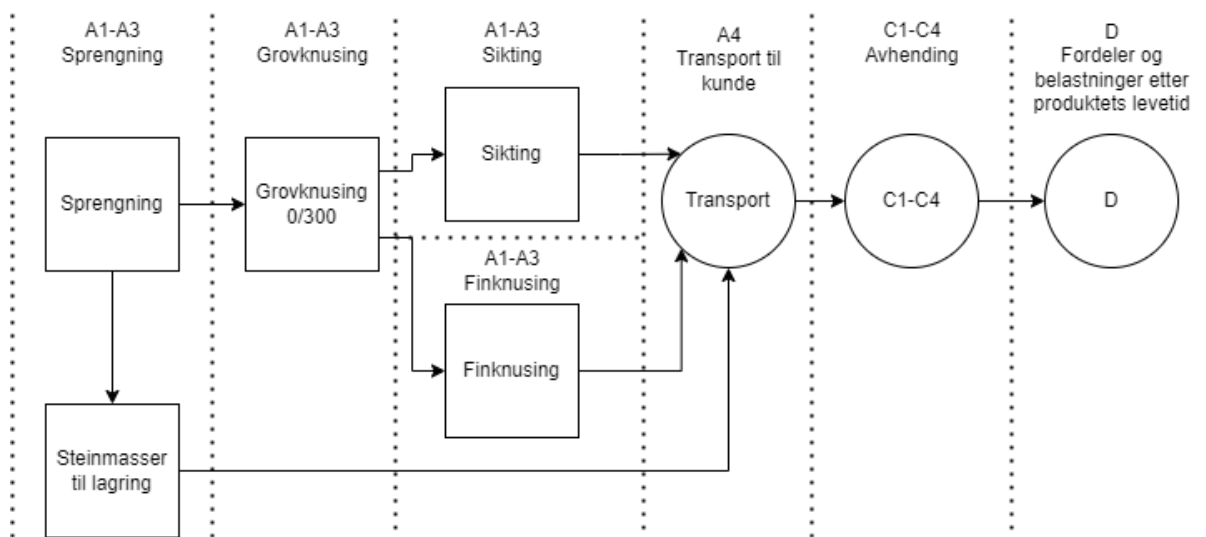 A1-A3
Sprengning
A1-A3
Grovknusing
A1-A3
Sikting
A4
Transport til
kunde
C1-C4
Avhending
D
Fordeler og
belastninger etter
produktets levetid
Sprengning
Grovknusing
0/300
Sikting
Transport
C1-C4
D
A1-A3
Finknusing
Finknusing
Steinmasser
til lagring